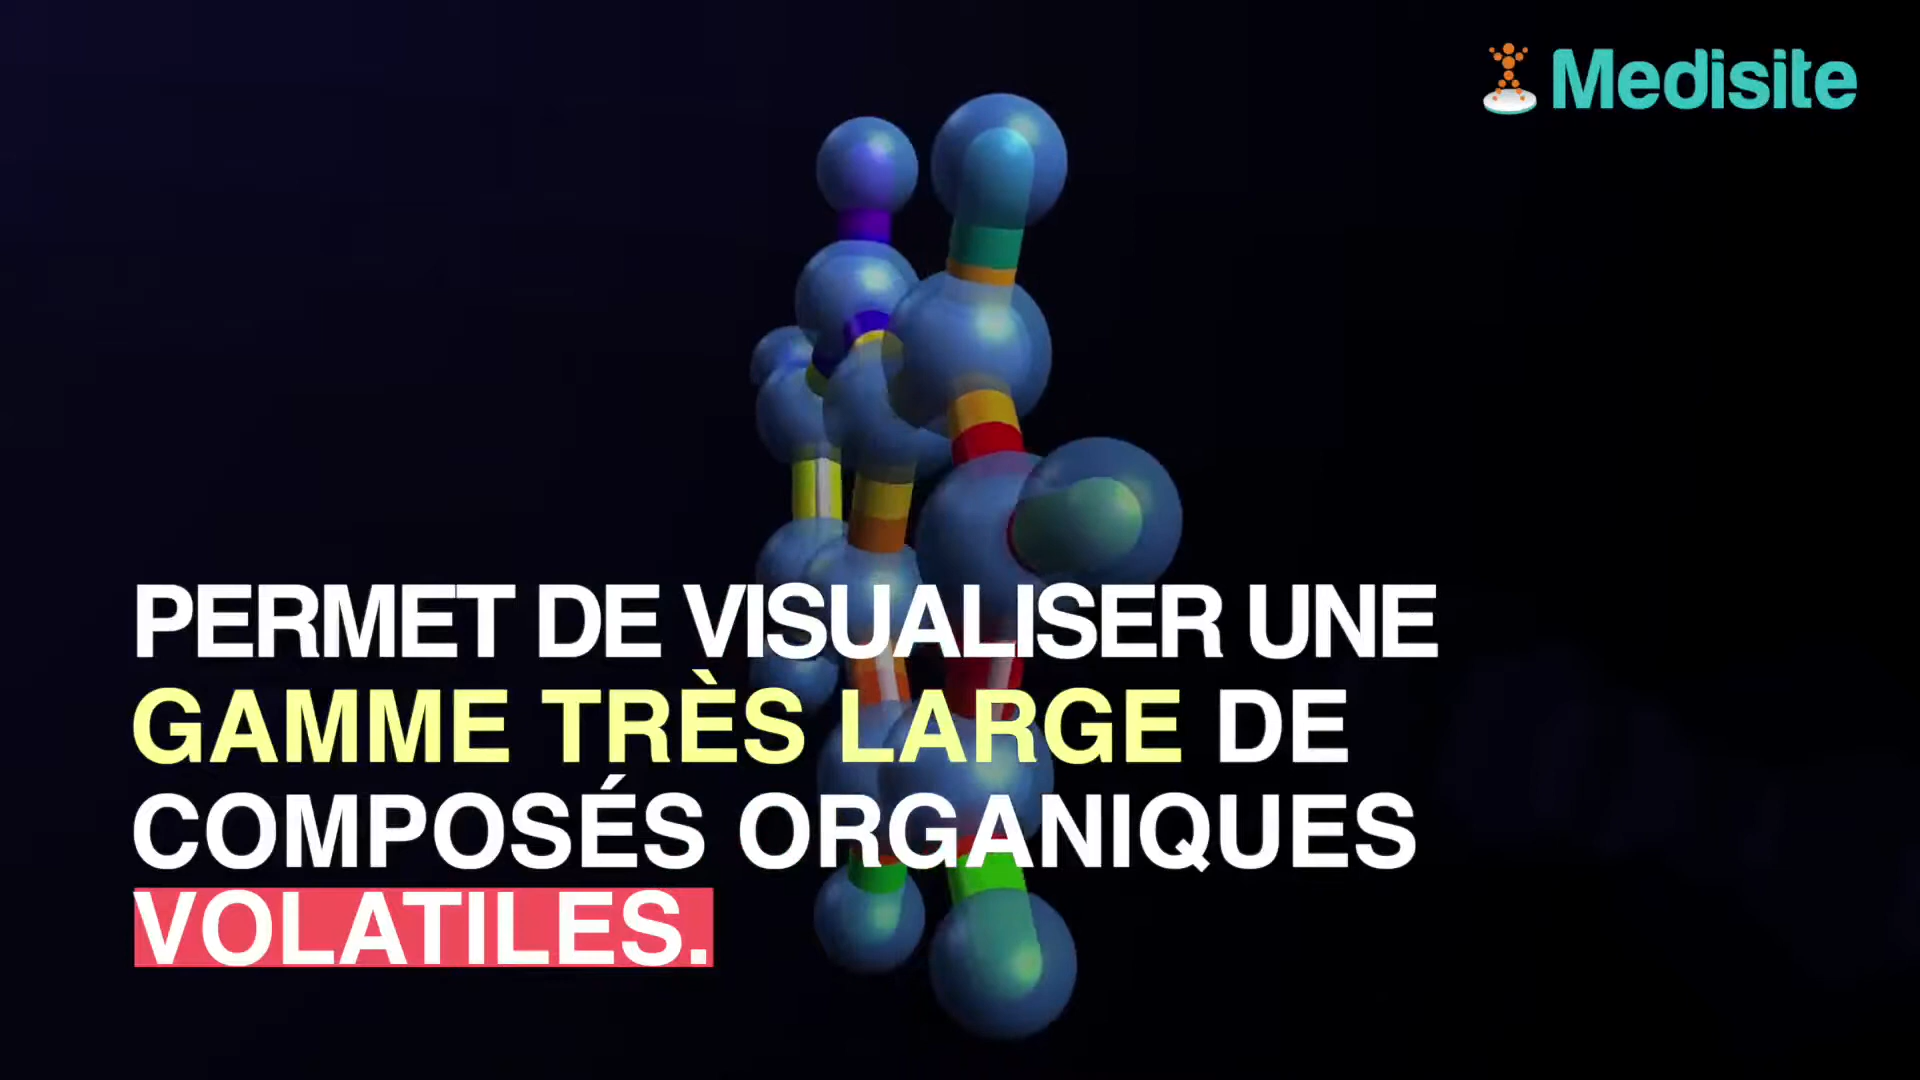 Medisite
PERMET DE VISUALISER UNE
GAMME TRÈS LARGE DE
COMPOSÉS ORGANIQUES
VOLATILES.